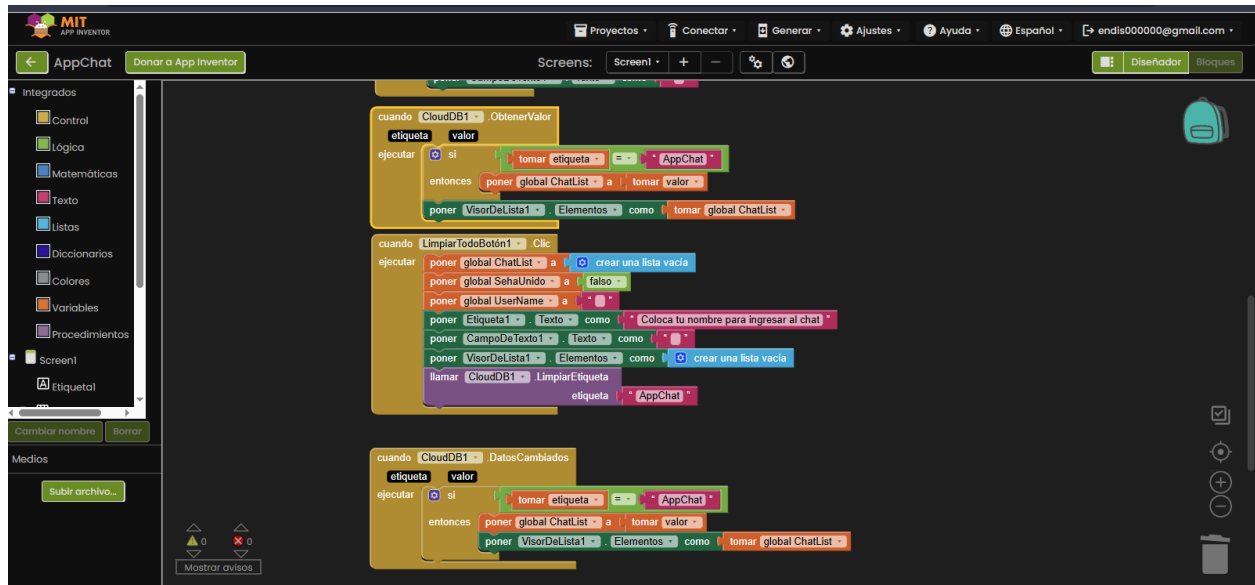 MIT
APP INVENTOR
Proyectos Conectar Generar Ajustes Ayuda Español endis000000@gmail.com
AppChat Donar a App Inventor Screens: Screen1 + − Diseñador Bloques
Integrados
Control
Lógica
Matemáticas
Texto
Listas
Diccionarios
Colores
Variables
Procedimientos
Screen1
Etiqueta1
Cambiar nombre Borrar
Medios
Subir archivo...
cuando CloudDB1 .ObtenerValor
etiqueta valor
ejecutar si tomar etiqueta = " AppChat "
entonces poner global ChatList a tomar valor
poner VisorDeLista1 . Elementos como tomar global ChatList
cuando LimpiarTodoBotón1 .Clic
ejecutar poner global ChatList a crear una lista vacía
poner global SehaUnido a falso
poner global UserName a " "
poner Etiqueta1 . Texto como " Coloca tu nombre para ingresar al chat "
poner CampoDeTexto1 . Texto como " "
poner VisorDeLista1 . Elementos como crear una lista vacía
llamar CloudDB1 .LimpiarEtiqueta
etiqueta " AppChat "
cuando CloudDB1 .DatosCambiados
etiqueta valor
ejecutar si tomar etiqueta = " AppChat "
entonces poner global ChatList a tomar valor
poner VisorDeLista1 . Elementos como tomar global ChatList
0 0
Mostrar avisos